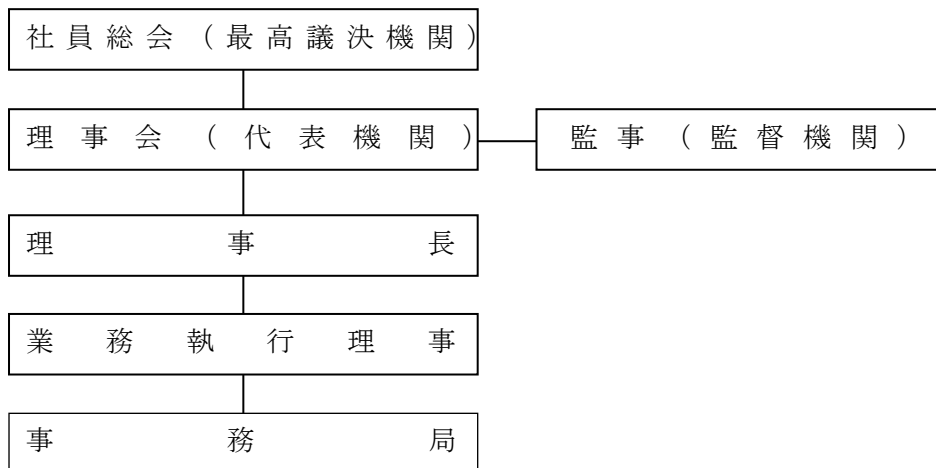 社員総会(最高議決機関)
理事会(代表機関)
監事(監督機関)
理事長
業務執行理事
事務局